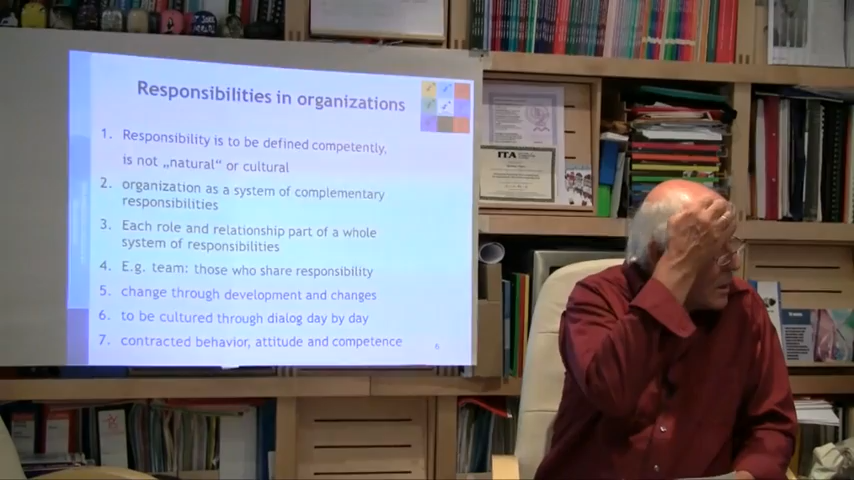 Responsibilities in organizations
1. Responsibility is to be defined competently,
is not „natural“ or cultural
2. organization as a system of complementary
responsibilities
3. Each role and relationship part of a whole
system of responsibilities
4. E.g. team: those who share responsibility
5. change through development and changes
6. to be cultured through dialog day by day
7. contracted behavior, attitude and competence
6
ITA